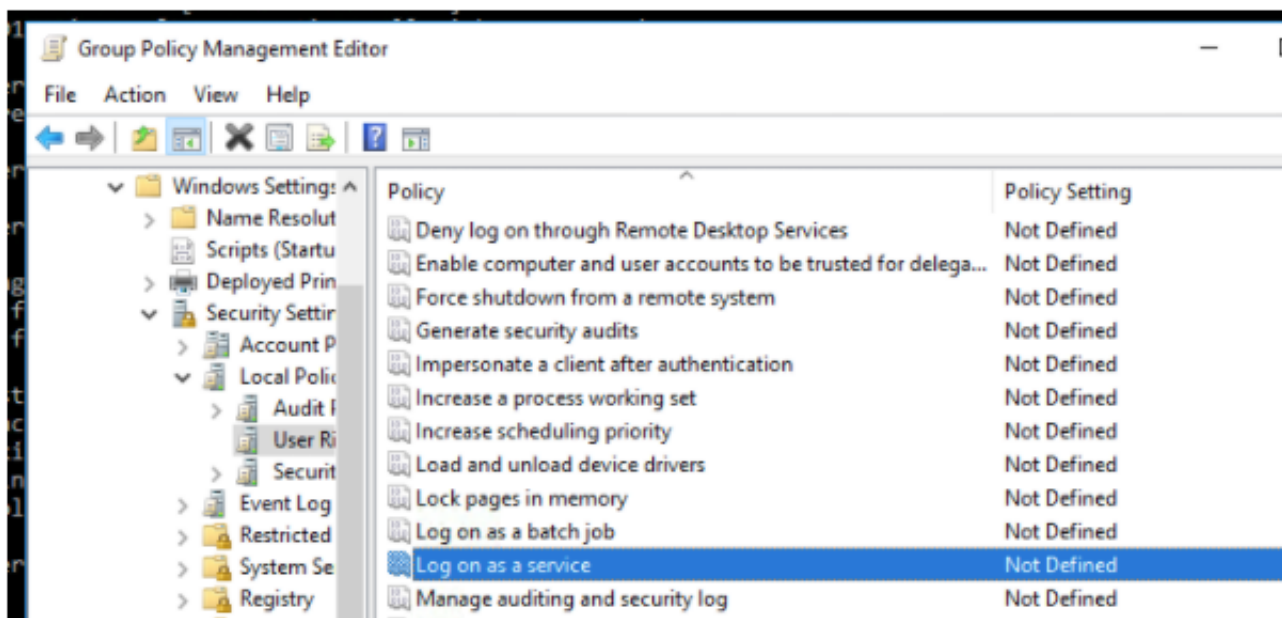 Group Policy Management Editor
File Action View Help
Windows Settings
Name Resolut
Scripts (Startu
Deployed Prin
Security Settin
Account P
Local Polic
Audit P
User Ri
Securit
Event Log
Restricted
System Se
Registry
Policy Policy Setting
Deny log on through Remote Desktop Services Not Defined
Enable computer and user accounts to be trusted for delega... Not Defined
Force shutdown from a remote system Not Defined
Generate security audits Not Defined
Impersonate a client after authentication Not Defined
Increase a process working set Not Defined
Increase scheduling priority Not Defined
Load and unload device drivers Not Defined
Lock pages in memory Not Defined
Log on as a batch job Not Defined
Log on as a service Not Defined
Manage auditing and security log Not Defined